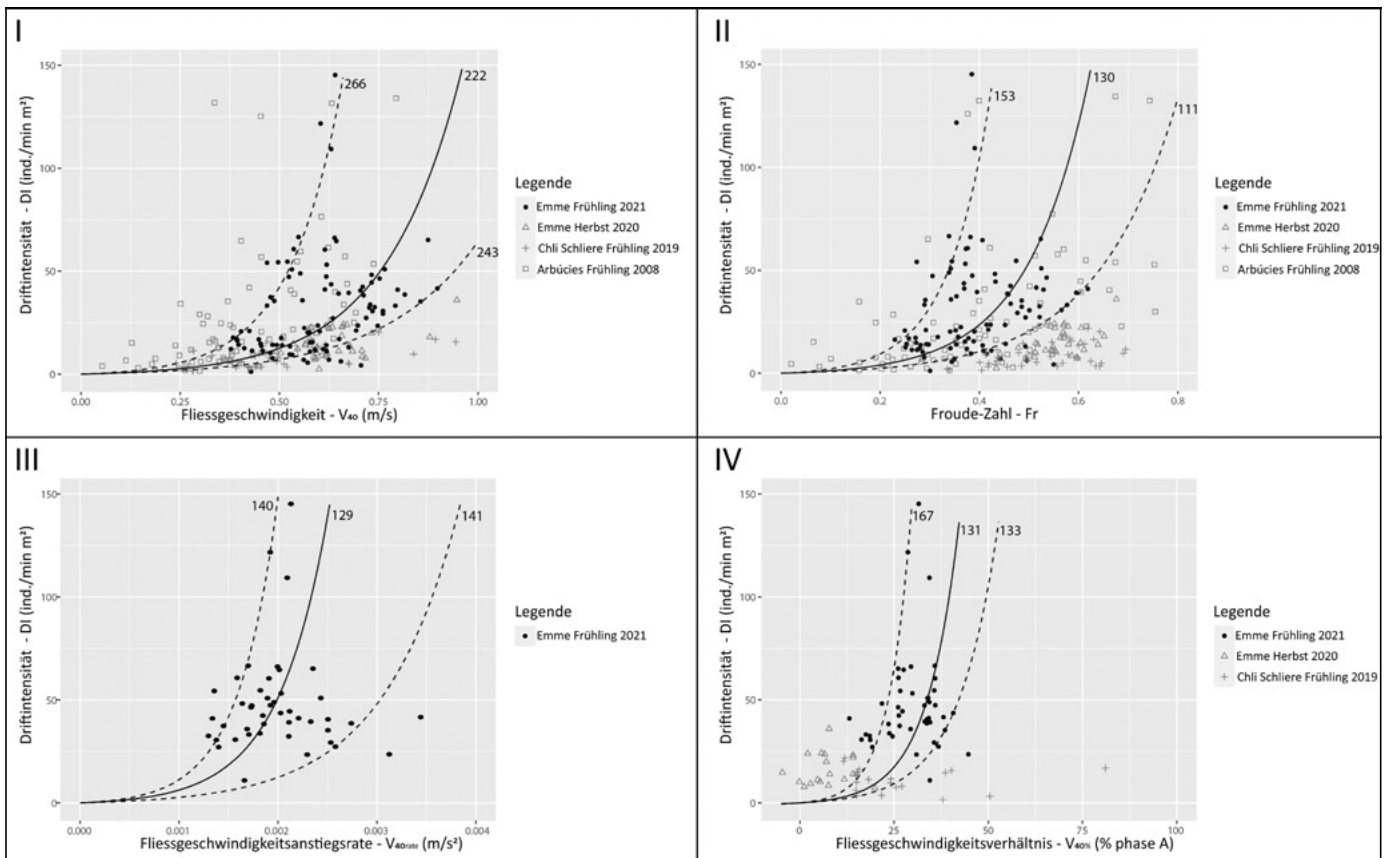 I
Driftintensität - DI (ind./min m²)
150
100
50
0
266
222
243
0.00
0.25
0.50
0.75
1.00
Fliessgeschwindigkeit - V₄₀ (m/s)
Legende
Emme Frühling 2021
Emme Herbst 2020
Chli Schliere Frühling 2019
Arbúcies Frühling 2008
II
Driftintensität - DI (ind./min m²)
150
100
50
0
153
130
111
0.0
0.2
0.4
0.6
0.8
Froude-Zahl - Fr
Legende
Emme Frühling 2021
Emme Herbst 2020
Chli Schliere Frühling 2019
Arbúcies Frühling 2008
III
Driftintensität - DI (ind./min m²)
150
100
50
0
140
129
141
0.000
0.001
0.002
0.003
0.004
Fliessgeschwindigkeitsanstiegsrate - V₄₀rate (m/s²)
Legende
Emme Frühling 2021
IV
Driftintensität - DI (ind./min m²)
150
100
50
0
167
131
133
0
25
50
75
100
Fliessgeschwindigkeitsverhältnis - V₄₀% (% phase A)
Legende
Emme Frühling 2021
Emme Herbst 2020
Chli Schliere Frühling 2019